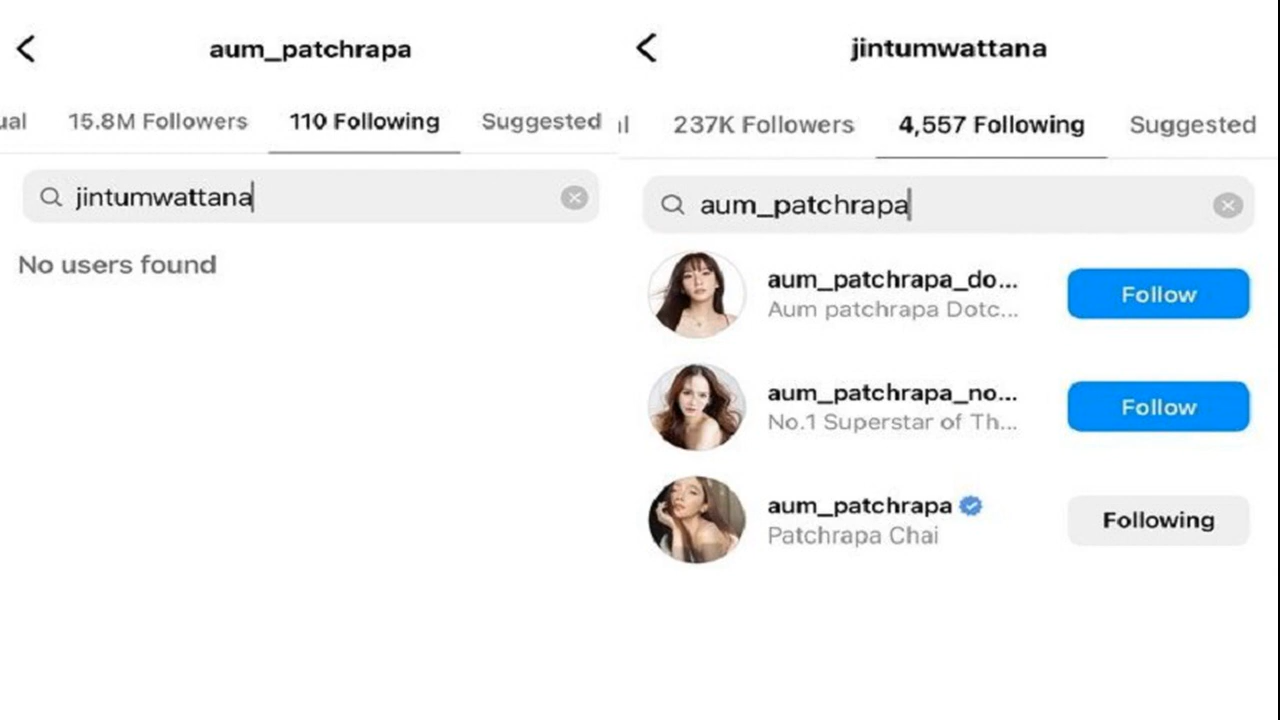 aum_patchrapa
ual 15.8M Followers 110 Following Suggested
jintumwattana
No users found
jintumwattana
l 237K Followers 4,557 Following Suggested
aum_patchrapa
aum_patchrapa_do...
Aum patchrapa Dotc...
Follow
aum_patchrapa_no...
No.1 Superstar of Th...
Follow
aum_patchrapa
Patchrapa Chai
Following